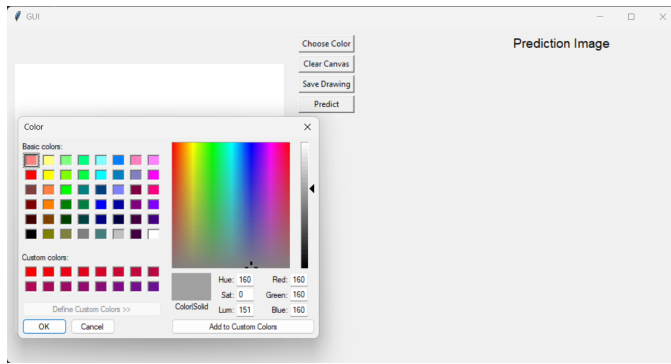 GUI
Choose Color
Prediction Image
Clear Canvas
Save Drawing
Predict
Color
Basic colors:
Custom colors:
Define Custom Colors >>
OK Cancel
Color|Solid
Hue: 160 Red: 160
Sat: 0 Green: 160
Lum: 151 Blue: 160
Add to Custom Colors